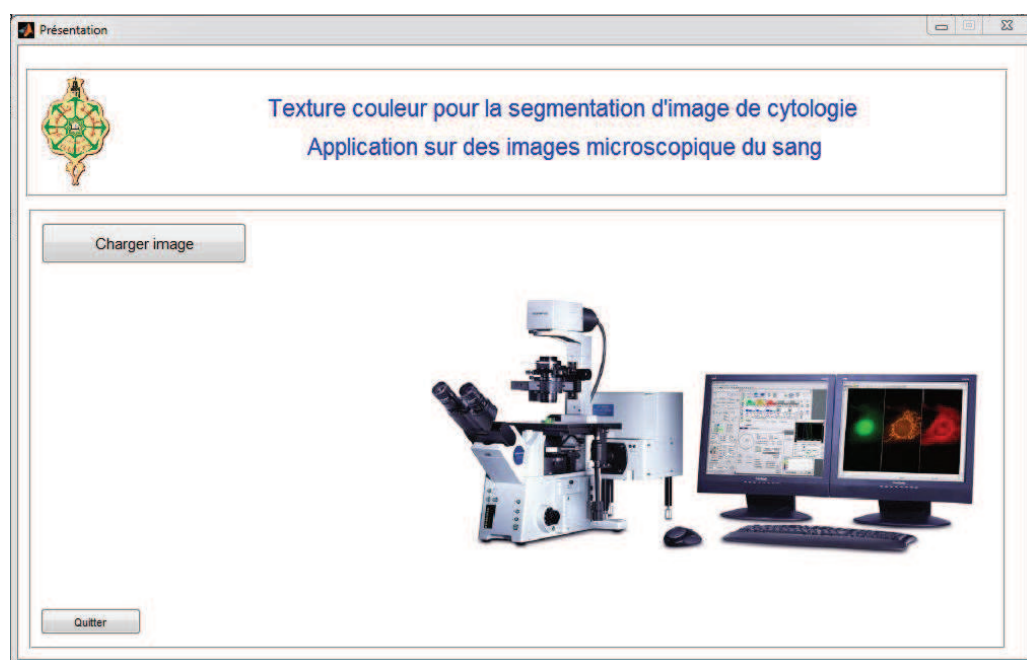 Présentation
Texture couleur pour la segmentation d'image de cytologie
Application sur des images microscopique du sang
Charger image
Quitter